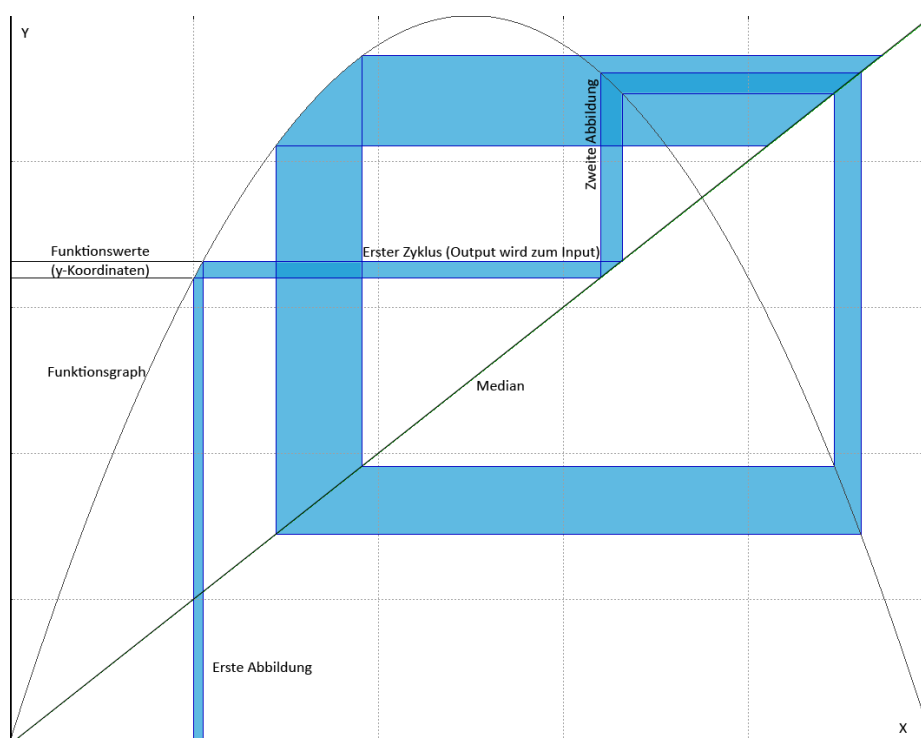 Y
Zweite Abbildung
Funktionswerte
(y-Koordinaten)
Erster Zyklus (Output wird zum Input)
Funktionsgraph
Median
Erste Abbildung
X